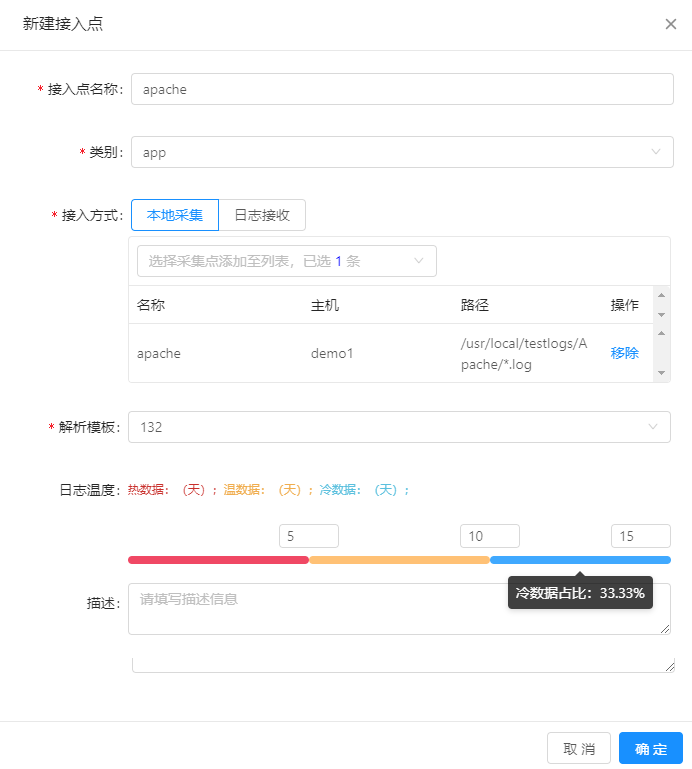 新建接入点
* 接入点名称： apache
* 类别： app
* 接入方式： 本地采集 日志接收
选择采集点添加至列表，已选 1 条
名称 主机 路径 操作
apache demo1 /usr/local/testlogs/A 移除
pache/*.log
* 解析模板： 132
日志温度： 热数据：（天）； 温数据：（天）； 冷数据：（天）；
5 10 15
冷数据占比：33.33%
描述： 请填写描述信息
取 消 确 定